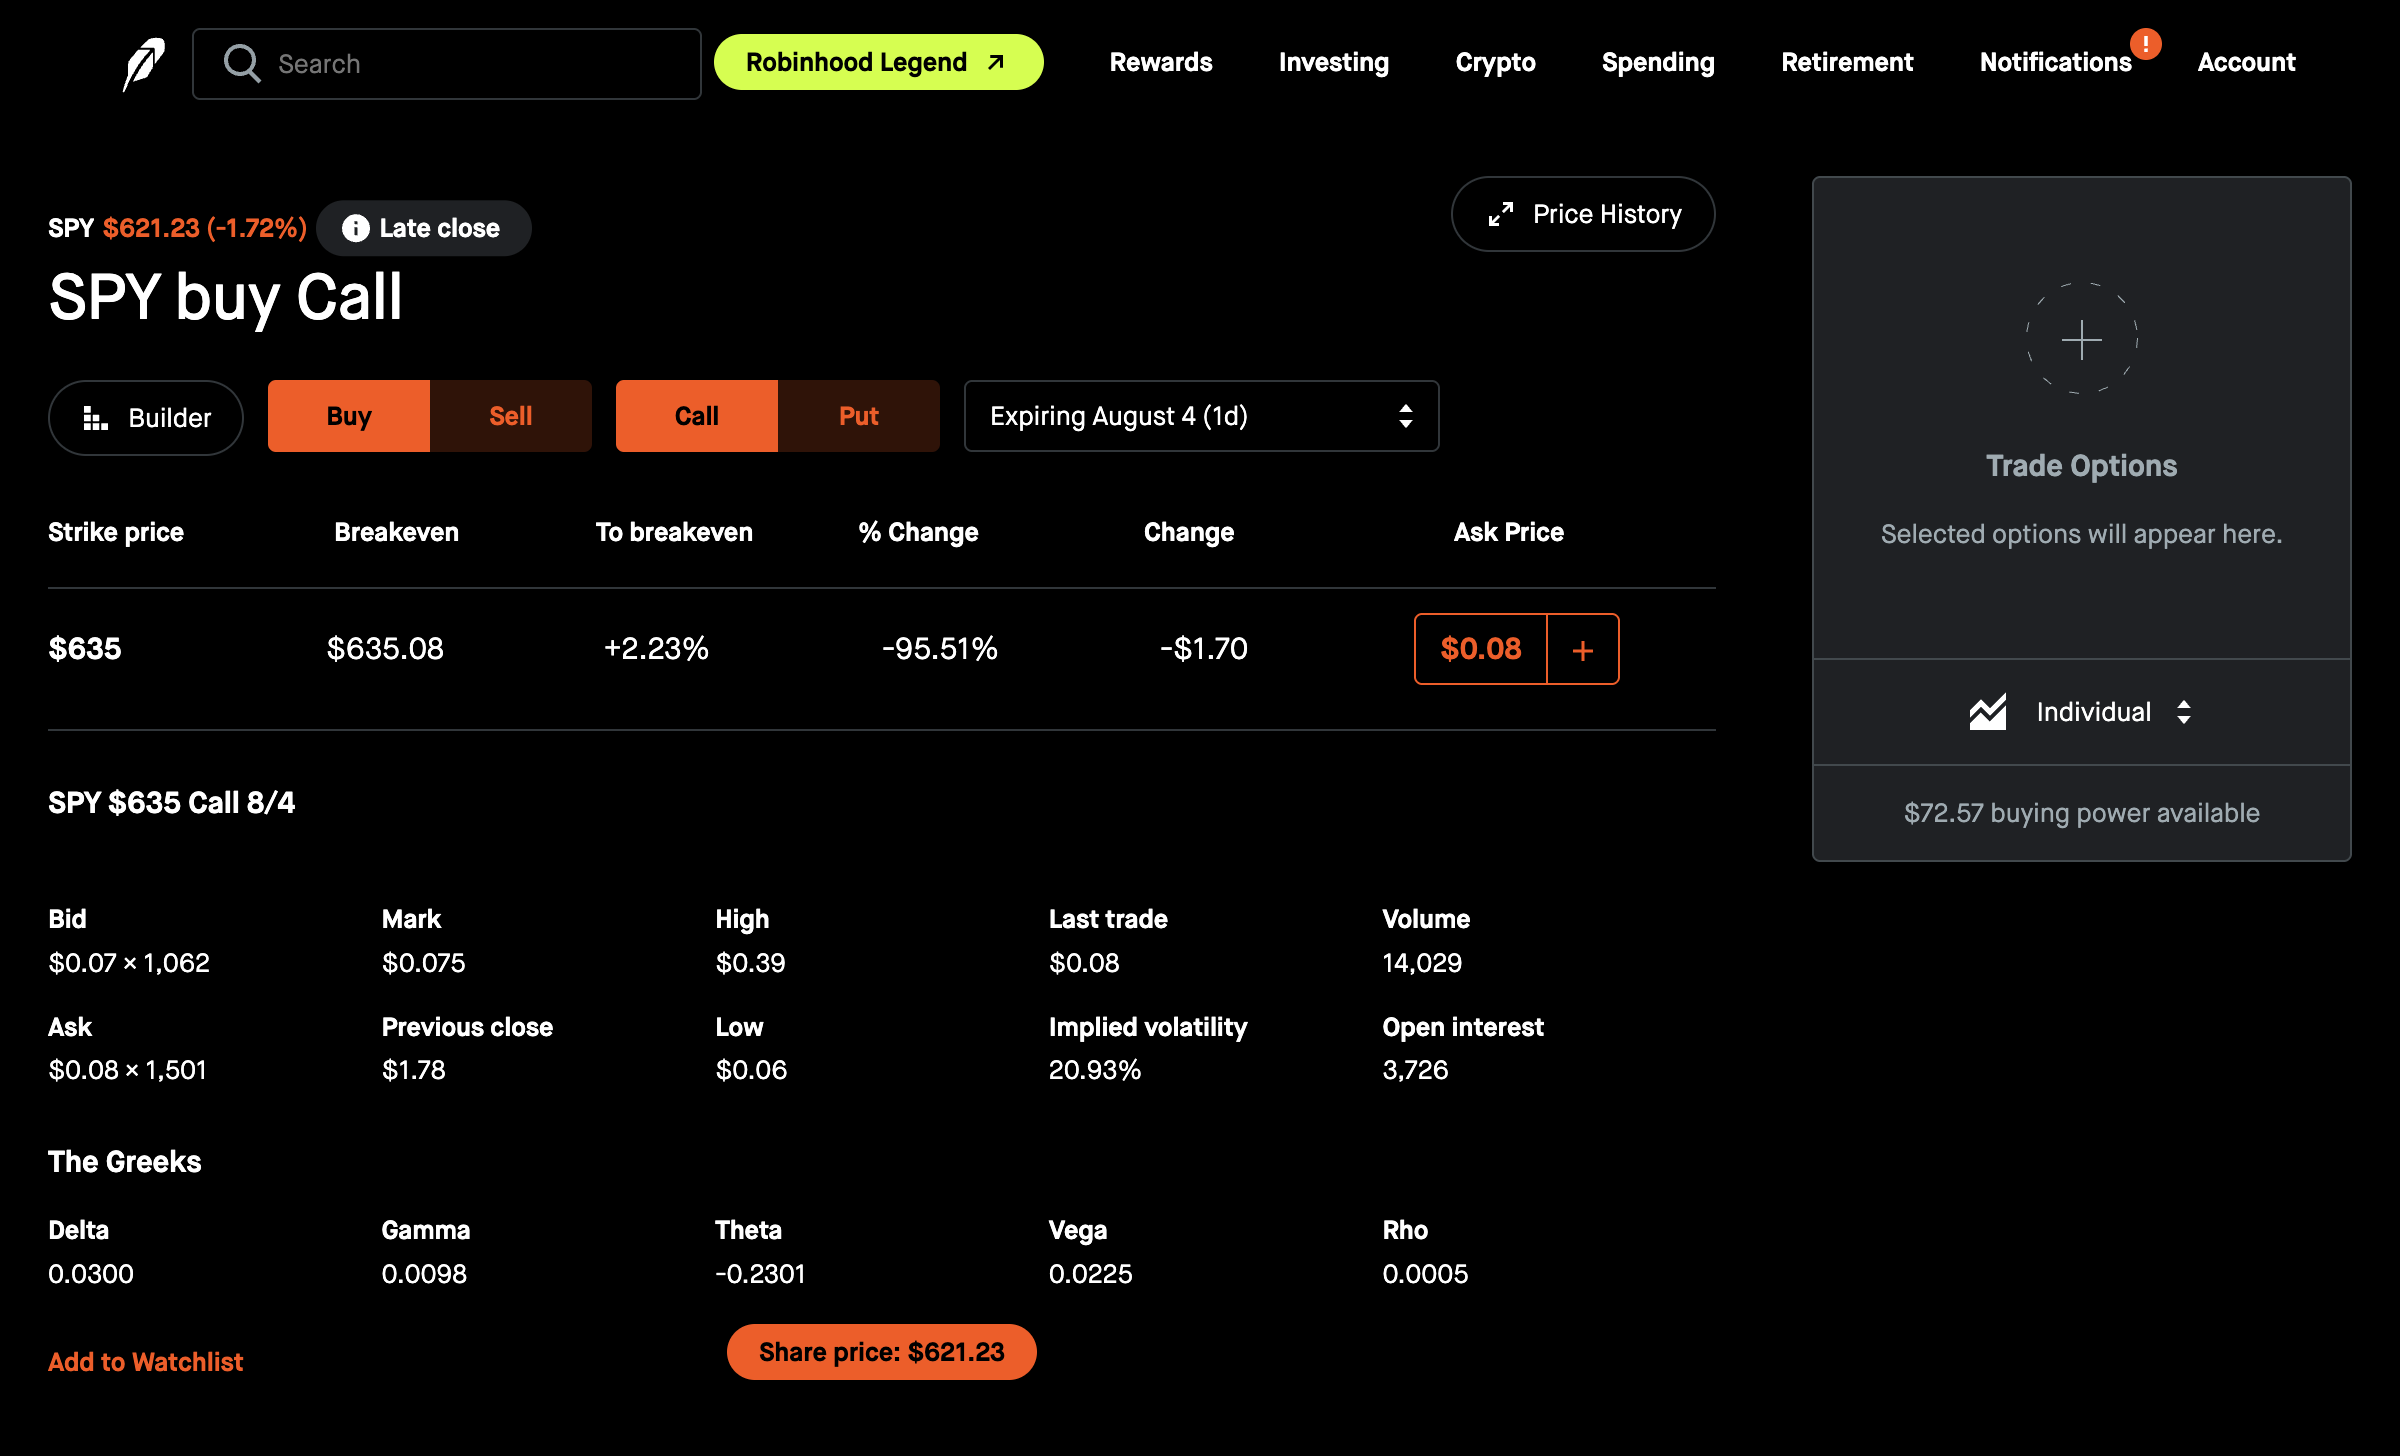 Search
Robinhood Legend
Rewards
Investing
Crypto
Spending
Retirement
Notifications
!
Account
SPY $621.23 (-1.72%)
Late close
Price History
SPY buy Call
Builder
Buy
Sell
Call
Put
Expiring August 4 (1d)
Strike price Breakeven To breakeven % Change Change Ask Price
$635 $635.08 +2.23% -95.51% -$1.70 $0.08 +
SPY $635 Call 8/4
Bid Mark High Last trade Volume
$0.07 × 1,062 $0.075 $0.39 $0.08 14,029
Ask Previous close Low Implied volatility Open interest
$0.08 × 1,501 $1.78 $0.06 20.93% 3,726
The Greeks
Delta Gamma Theta Vega Rho
0.0300 0.0098 -0.2301 0.0225 0.0005
Add to Watchlist
Share price: $621.23
Trade Options
Selected options will appear here.
Individual
$72.57 buying power available